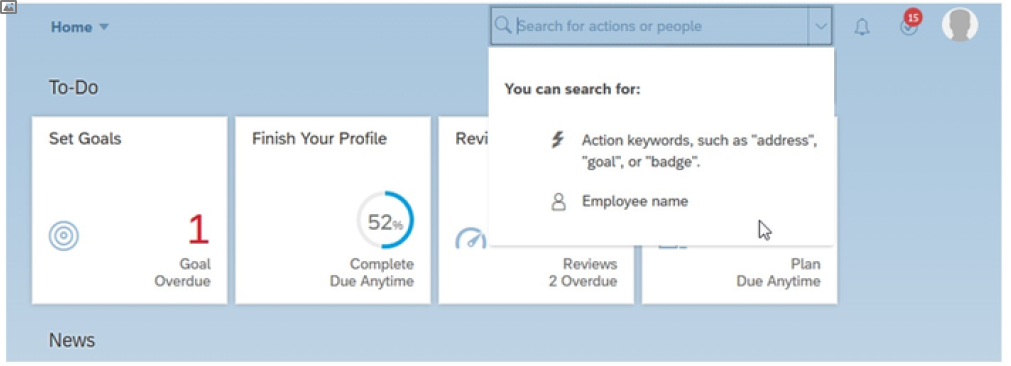 Home
Search for actions or people
15
To-Do
You can search for:
Set Goals
Finish Your Profile
Revi
Action keywords, such as "address",
"goal", or "badge".
Employee name
1
52%
Goal
Overdue
Complete
Due Anytime
Reviews
2 Overdue
Plan
Due Anytime
News